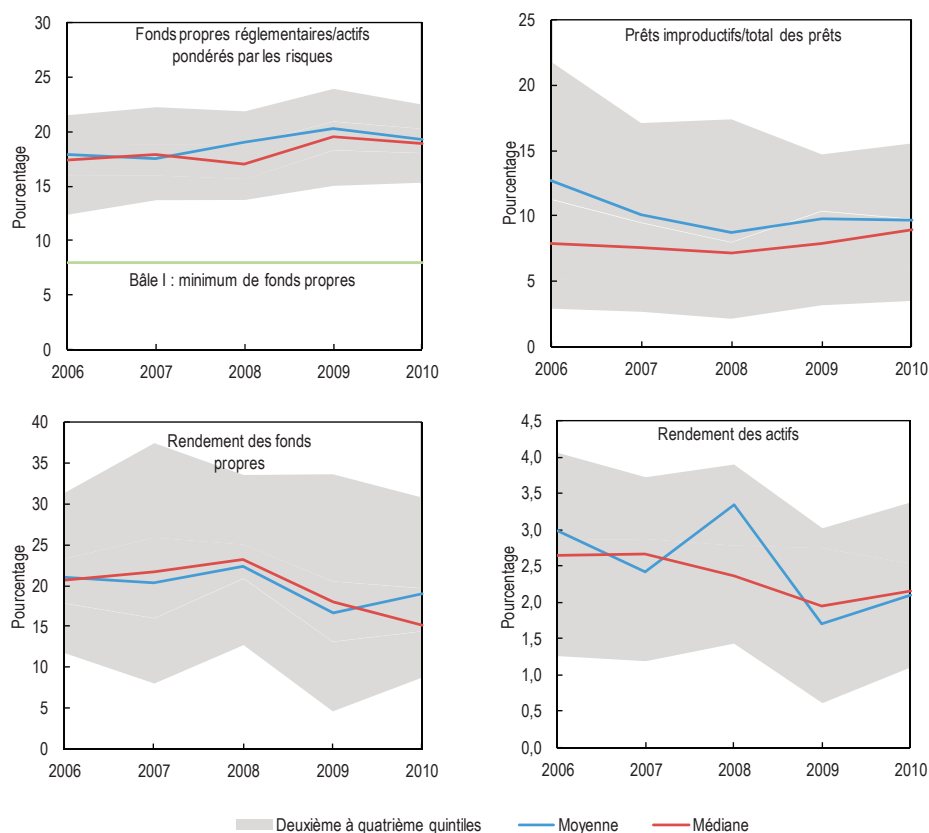 Fonds propres réglementaires/actifs
pondérés par les risques
Pourcentage
30
25
20
15
10
5
0
Bâle I : minimum de fonds propres
2006 2007 2008 2009 2010
Prêts improductifs/total des prêts
Pourcentage
25
20
15
10
5
0
2006 2007 2008 2009 2010
Rendement des fonds
propres
Pourcentage
40
35
30
25
20
15
10
5
0
2006 2007 2008 2009 2010
Rendement des actifs
Pourcentage
4,5
4,0
3,5
3,0
2,5
2,0
1,5
1,0
0,5
0,0
2006 2007 2008 2009 2010
Deuxième à quatrième quintiles Moyenne Médiane